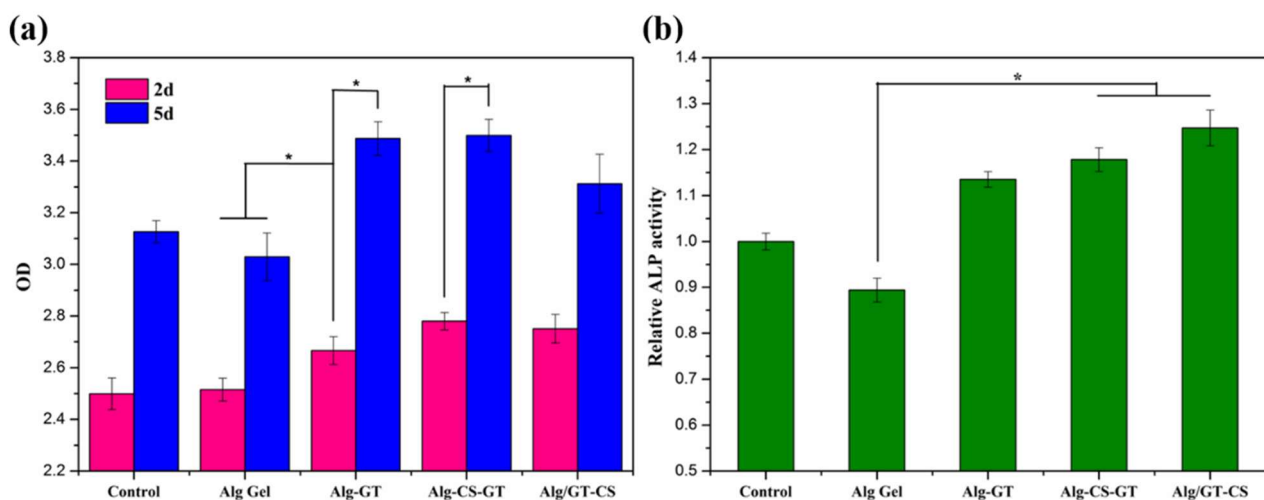 (a)
3.8
3.6
3.4
3.2
3.0
2.8
2.6
2.4
2.2
OD
2d
5d
*
*
*
Control Alg Gel Alg-GT Alg-CS-GT Alg/GT-CS
(b)
1.4
1.3
1.2
1.1
1.0
0.9
0.8
0.7
0.6
0.5
Relative ALP activity
*
Control Alg Gel Alg-GT Alg-CS-GT Alg/GT-CS